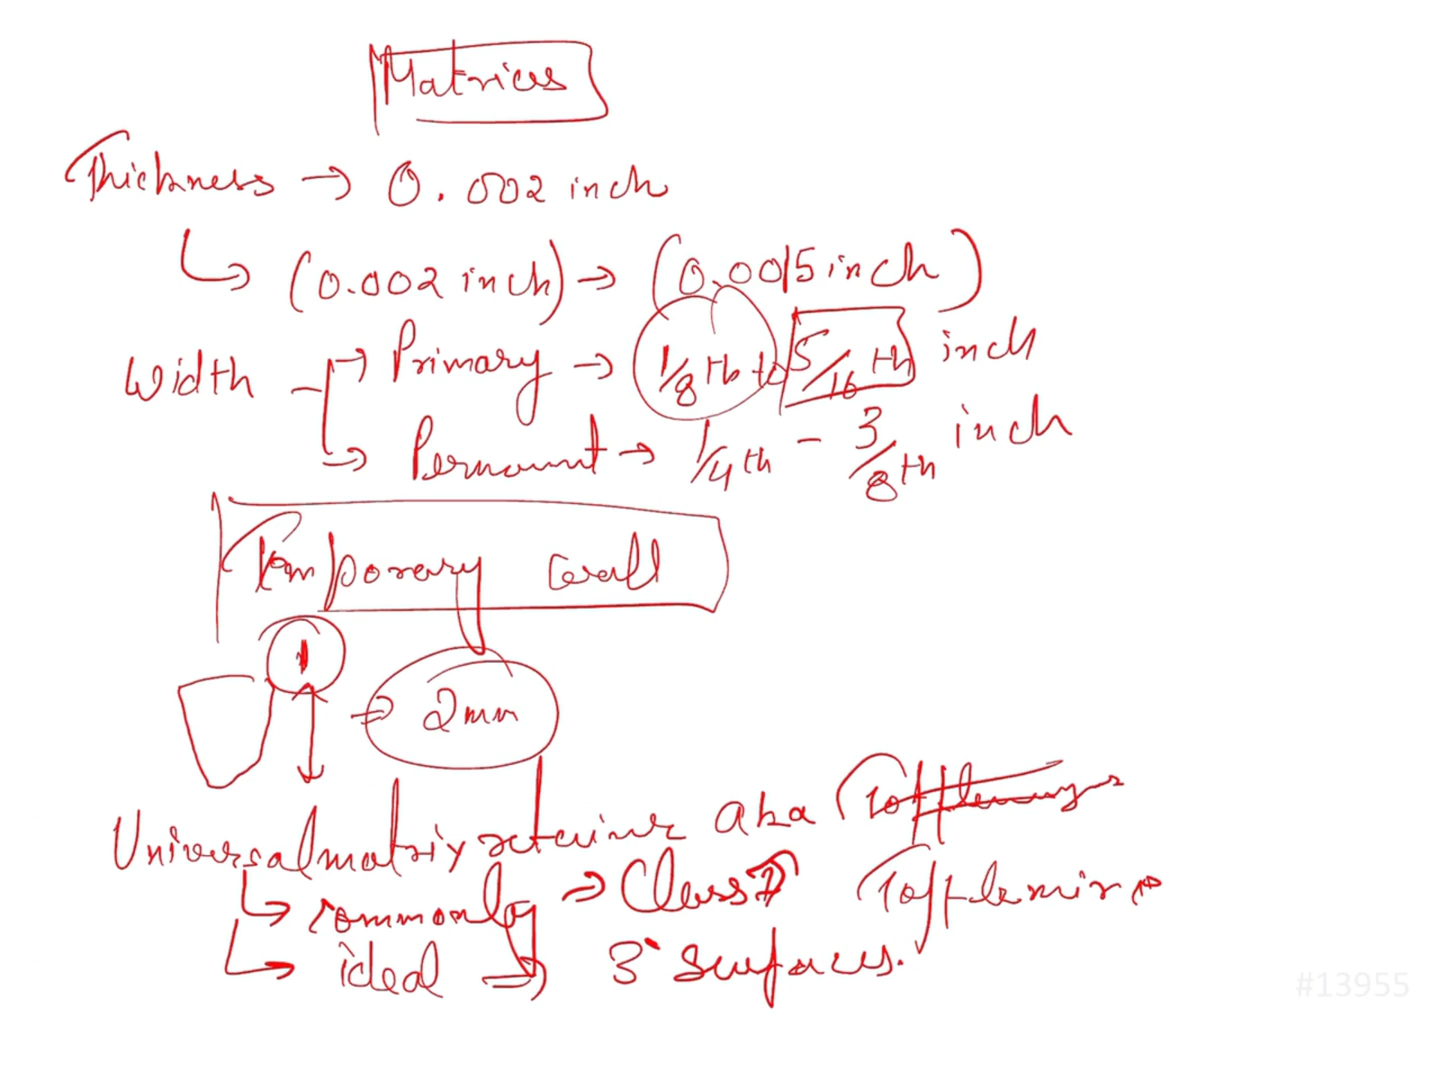 Matrices
Thickness → 0.002 inch
↳ (0.002 inch) → (0.0015 inch)
Width → Primary → 1/8th to 5/16th inch
→ Permanent → 1/4th - 3/8th inch
Temporary wall
1
→ 2mm
Universal matrix retainer aka Tofflemire
↳ commonly → Class II Tofflemire
↳ ideal → 3 surfaces.
#13955